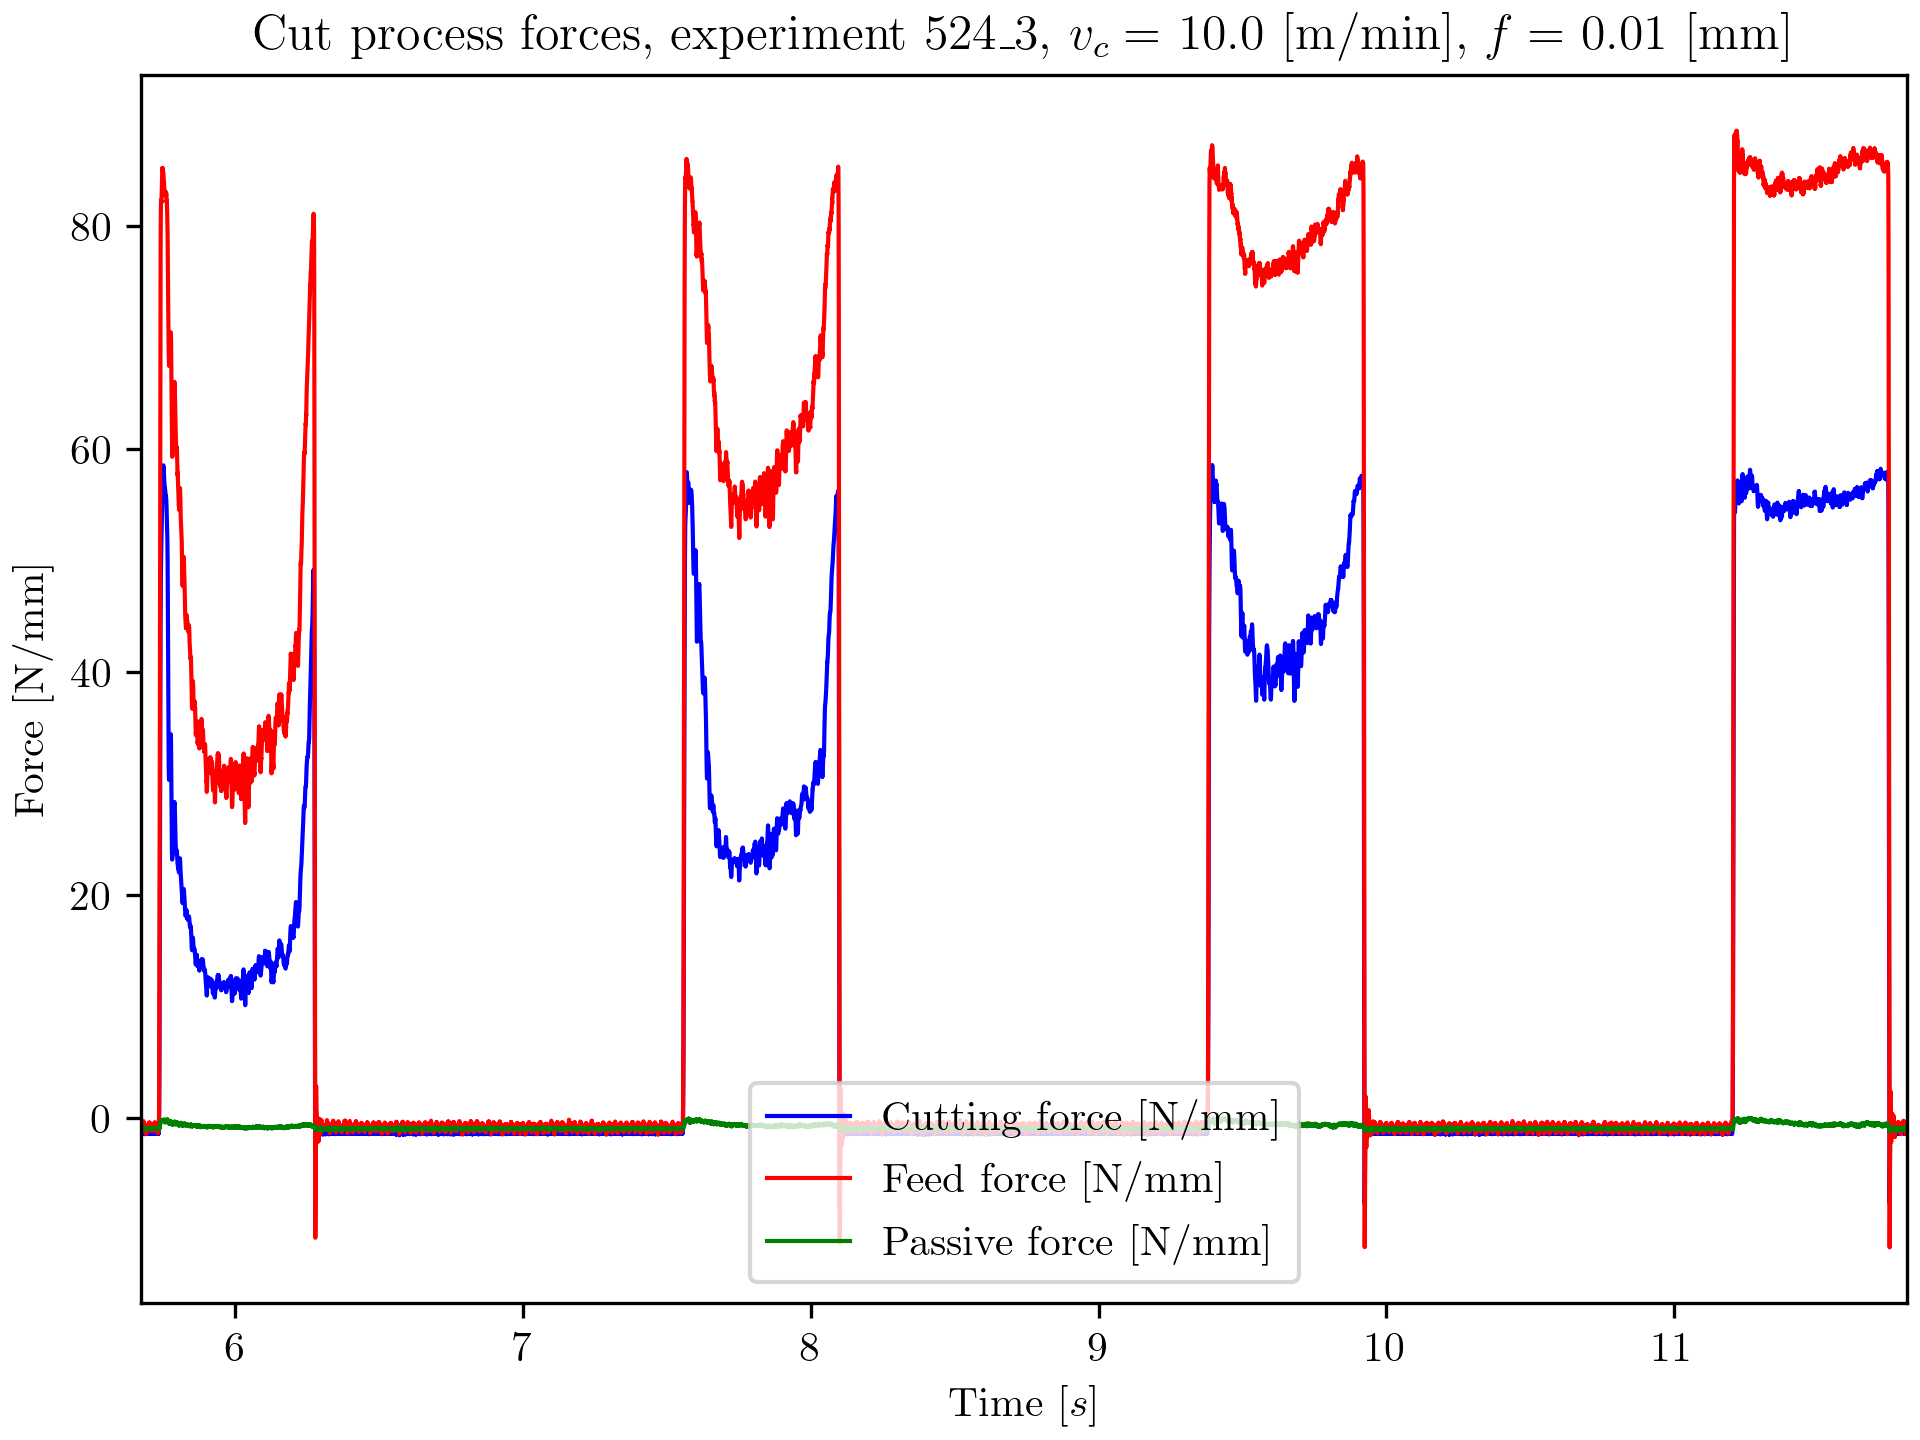 Cut process forces, experiment 524_3, v_c = 10.0 [m/min], f = 0.01 [mm]
Force [N/mm]
80
60
40
20
0
Cutting force [N/mm]
Feed force [N/mm]
Passive force [N/mm]
6 7 8 9 10 11
Time [s]